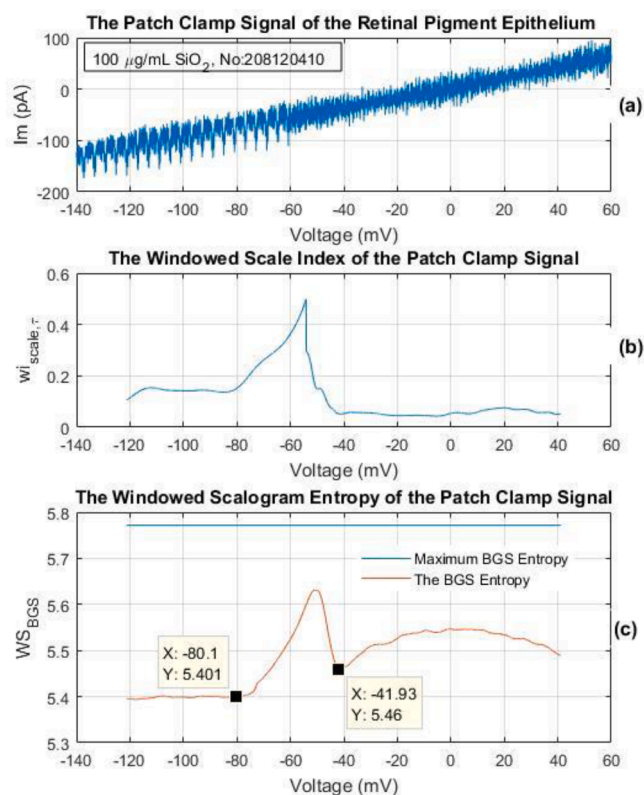 The Patch Clamp Signal of the Retinal Pigment Epithelium
100
0
-100
-200
Im (pA)
100 μg/mL SiO2, No:208120410
(a)
-140 -120 -100 -80 -60 -40 -20 0 20 40 60
Voltage (mV)
The Windowed Scale Index of the Patch Clamp Signal
0.6
0.4
0.2
0
wi scale,τ
(b)
-140 -120 -100 -80 -60 -40 -20 0 20 40 60
Voltage (mV)
The Windowed Scalogram Entropy of the Patch Clamp Signal
5.8
5.7
5.6
5.5
5.4
5.3
WS BGS
Maximum BGS Entropy
The BGS Entropy
(c)
X: -80.1
Y: 5.401
X: -41.93
Y: 5.46
-140 -120 -100 -80 -60 -40 -20 0 20 40 60
Voltage (mV)